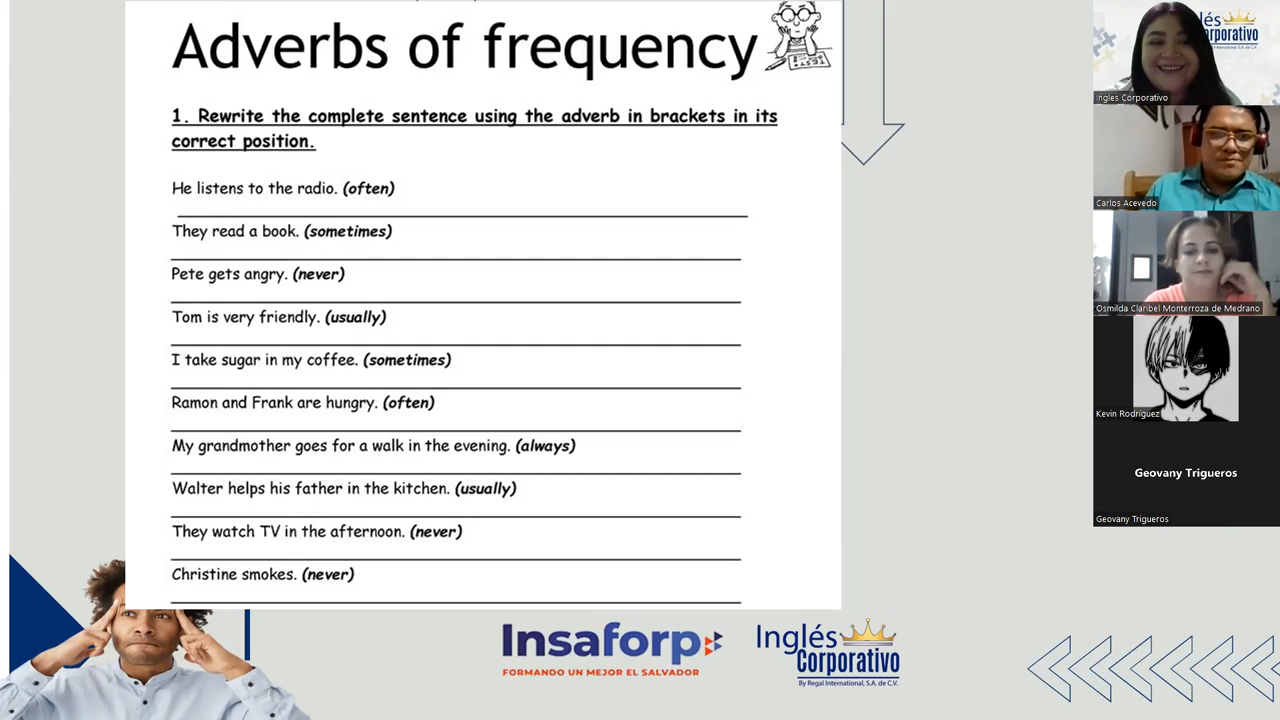 Adverbs of frequency
1. Rewrite the complete sentence using the adverb in brackets in its
correct position.
He listens to the radio. (often)
They read a book. (sometimes)
Pete gets angry. (never)
Tom is very friendly. (usually)
I take sugar in my coffee. (sometimes)
Ramon and Frank are hungry. (often)
My grandmother goes for a walk in the evening. (always)
Walter helps his father in the kitchen. (usually)
They watch TV in the afternoon. (never)
Christine smokes. (never)
Insaforp
FORMANDO UN MEJOR EL SALVADOR
Inglés
Corporativo
By Regal International, S.A. de C.V.
Ingles Corporativo
Carlos Acevedo
Osmilda Claribel Monterroza de Medrano
Kevin Rodriguez
Geovany Trigueros
Geovany Trigueros